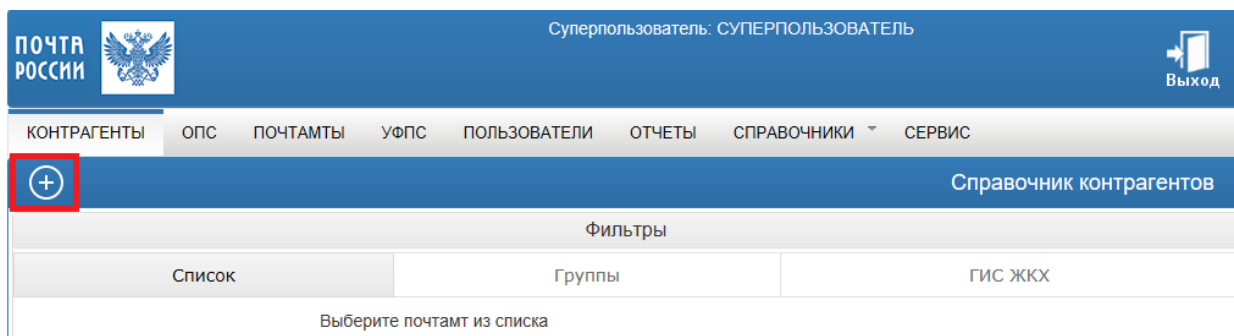 ПОЧТА
РОССИИ
Суперпользователь: СУПЕРПОЛЬЗОВАТЕЛЬ
Выход
КОНТРАГЕНТЫ ОПС ПОЧТАМТЫ УФПС ПОЛЬЗОВАТЕЛИ ОТЧЕТЫ СПРАВОЧНИКИ СЕРВИС
Справочник контрагентов
Фильтры
Список Группы ГИС ЖКХ
Выберите почтамт из списка